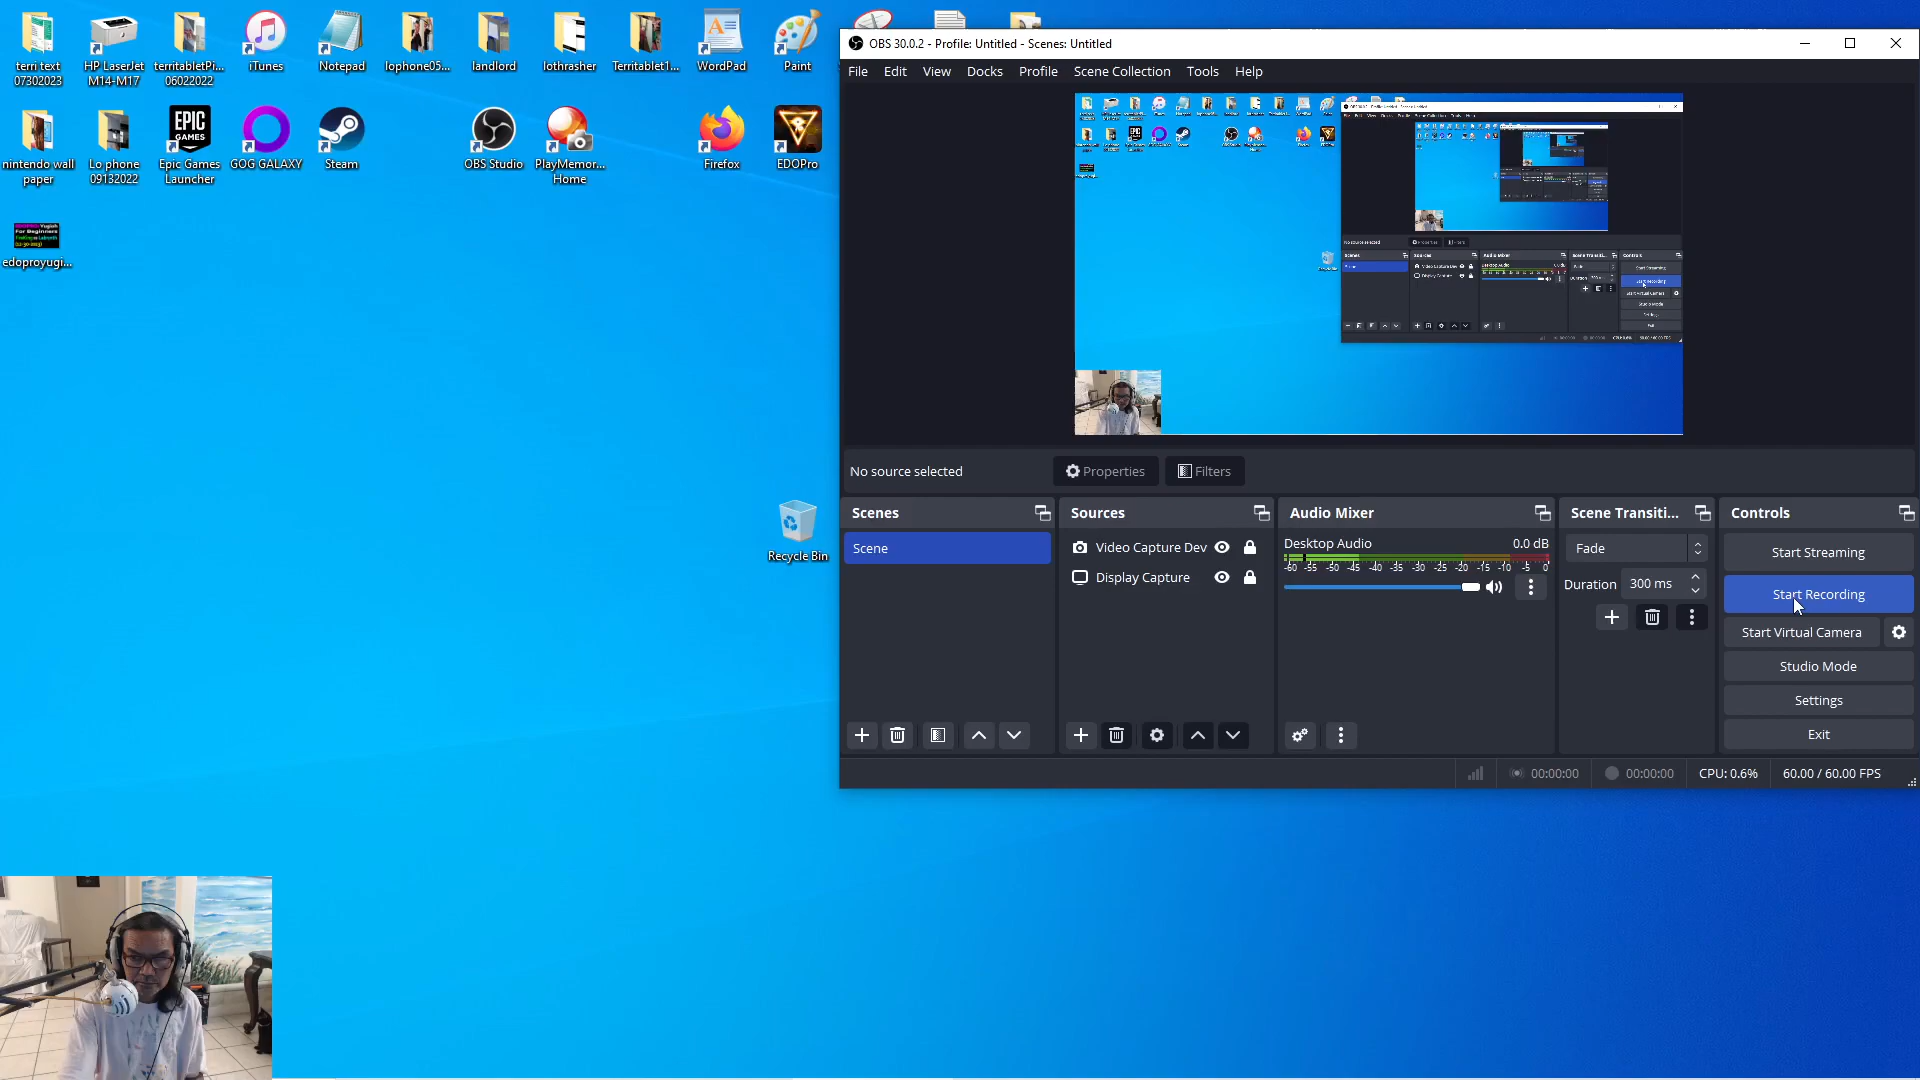 terri text
07302023
HP LaserJet
M14-M17
territabletPi...
06022022
iTunes
Notepad
lophone05...
landlord
lothrasher
Territablet1...
WordPad
Paint
nintendo wall
paper
Lo phone
09132022
EPIC
GAMES
Epic Games
Launcher
GOG GALAXY
Steam
OBS Studio
PlayMemor...
Home
Firefox
EDOPro
For Beginners
edoproyugi...
Recycle Bin
OBS 30.0.2 - Profile: Untitled - Scenes: Untitled
File Edit View Docks Profile Scene Collection Tools Help
No source selected Properties Filters
Scenes
Scene
Sources
Video Capture Dev
Display Capture
Audio Mixer
Desktop Audio 0.0 dB
-60 -55 -50 -45 -40 -35 -30 -25 -20 -15 -10 -5 0
Scene Transiti...
Fade
Duration 300 ms
Controls
Start Streaming
Start Recording
Start Virtual Camera
Studio Mode
Settings
Exit
00:00:00 00:00:00 CPU: 0.6% 60.00 / 60.00 FPS